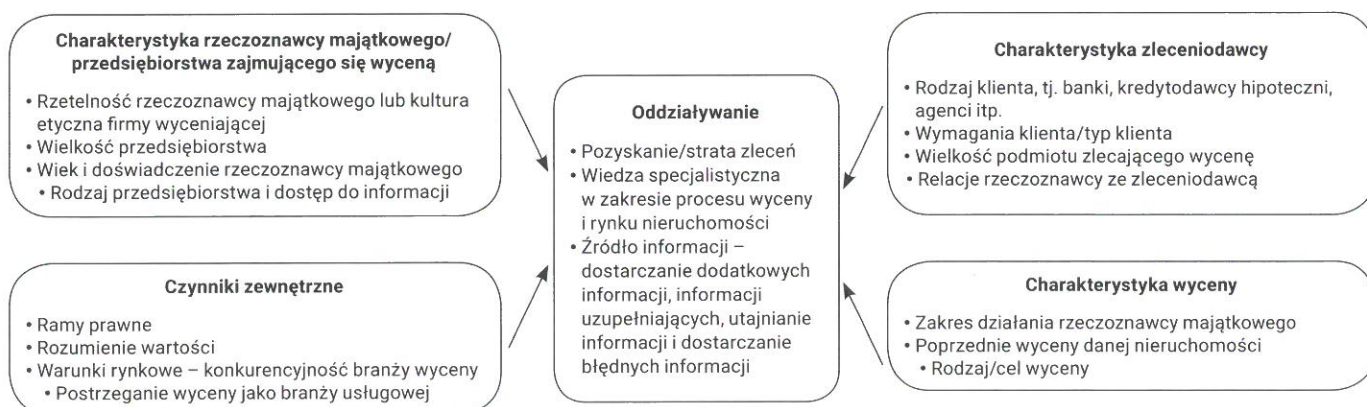 Charakterystyka rzeczoznawcy majątkowego/
przedsiębiorstwa zajmującego się wyceną
• Rzetelność rzeczoznawcy majątkowego lub kultura
etyczna firmy wyceniającej
• Wielkość przedsiębiorstwa
• Wiek i doświadczenie rzeczoznawcy majątkowego
• Rodzaj przedsiębiorstwa i dostęp do informacji
Czynniki zewnętrzne
• Ramy prawne
• Rozumienie wartości
• Warunki rynkowe – konkurencyjność branży wyceny
• Postrzeganie wyceny jako branży usługowej
Oddziaływanie
• Pozyskanie/strata zleceń
• Wiedza specjalistyczna
w zakresie procesu wyceny
i rynku nieruchomości
• Źródło informacji –
dostarczanie dodatkowych
informacji, informacji
uzupełniających, utajnianie
informacji i dostarczanie
błędnych informacji
Charakterystyka zleceniodawcy
• Rodzaj klienta, tj. banki, kredytodawcy hipoteczni,
agenci itp.
• Wymagania klienta/typ klienta
• Wielkość podmiotu zlecającego wycenę
• Relacje rzeczoznawcy ze zleceniodawcą
Charakterystyka wyceny
• Zakres działania rzeczoznawcy majątkowego
• Poprzednie wyceny danej nieruchomości
• Rodzaj/cel wyceny